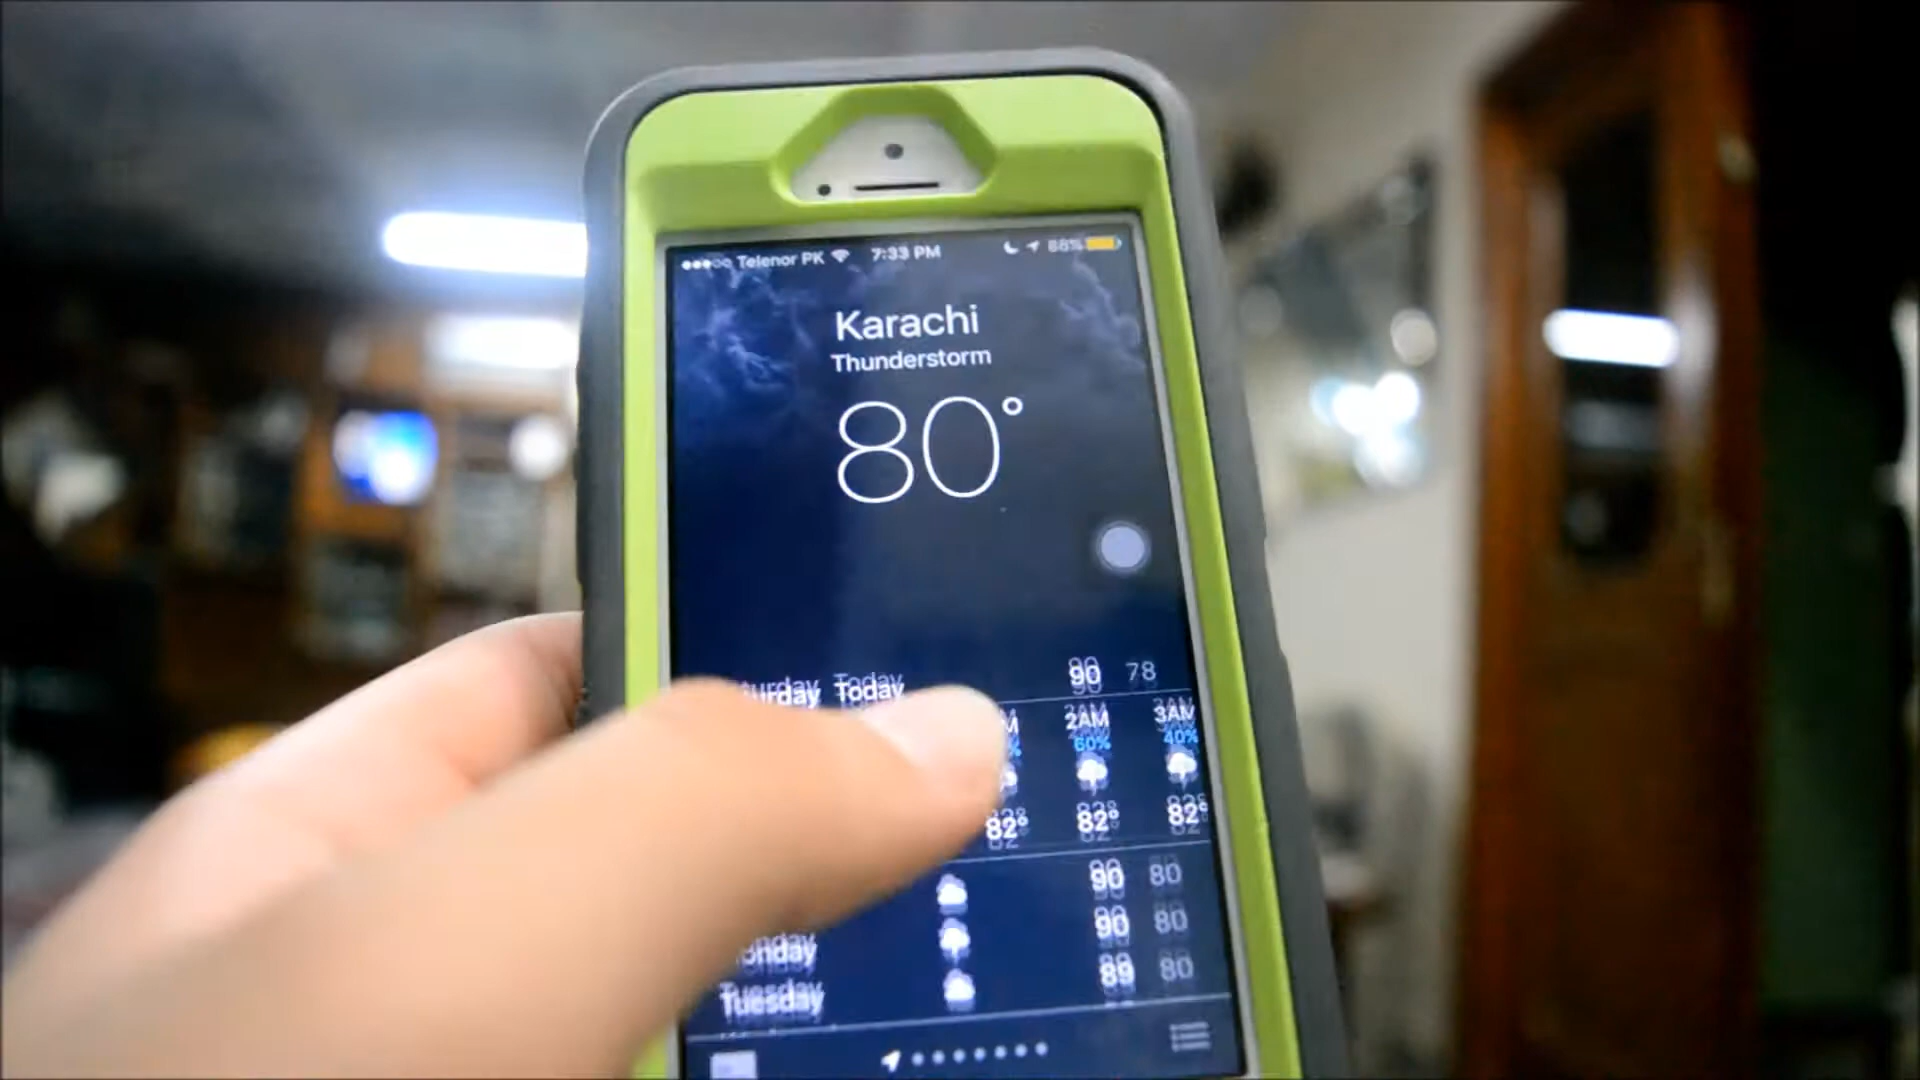 Telenor PK 7:33 PM 88%
Karachi
Thunderstorm
80°
Today 90 78
2AM 3AM
60% 40%
82° 82° 82°
90 80
90 80
89 80
Tuesday